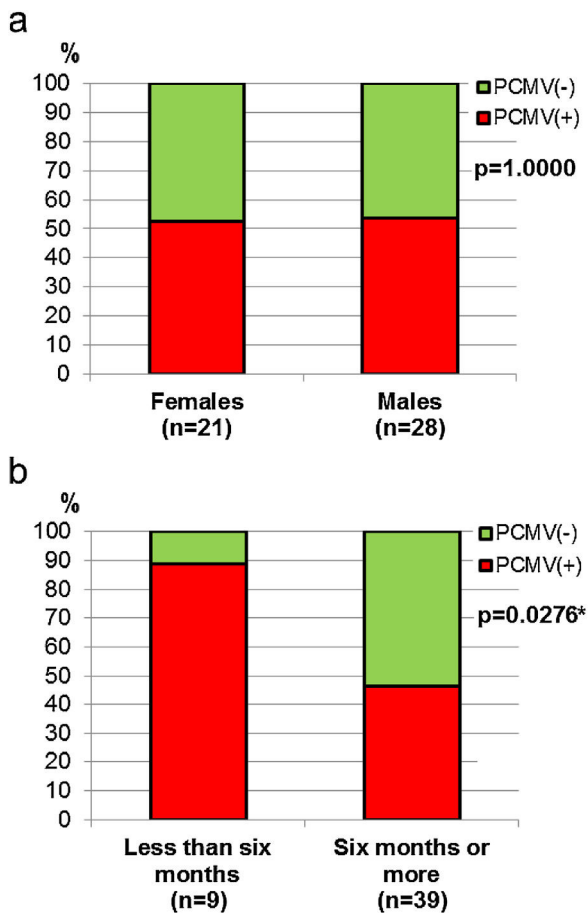 a
%
100
90
80
70
60
50
40
30
20
10
0
PCMV(-)
PCMV(+)
p=1.0000
Females
(n=21)
Males
(n=28)
b
%
100
90
80
70
60
50
40
30
20
10
0
PCMV(-)
PCMV(+)
p=0.0276*
Less than six
months
(n=9)
Six months or
more
(n=39)